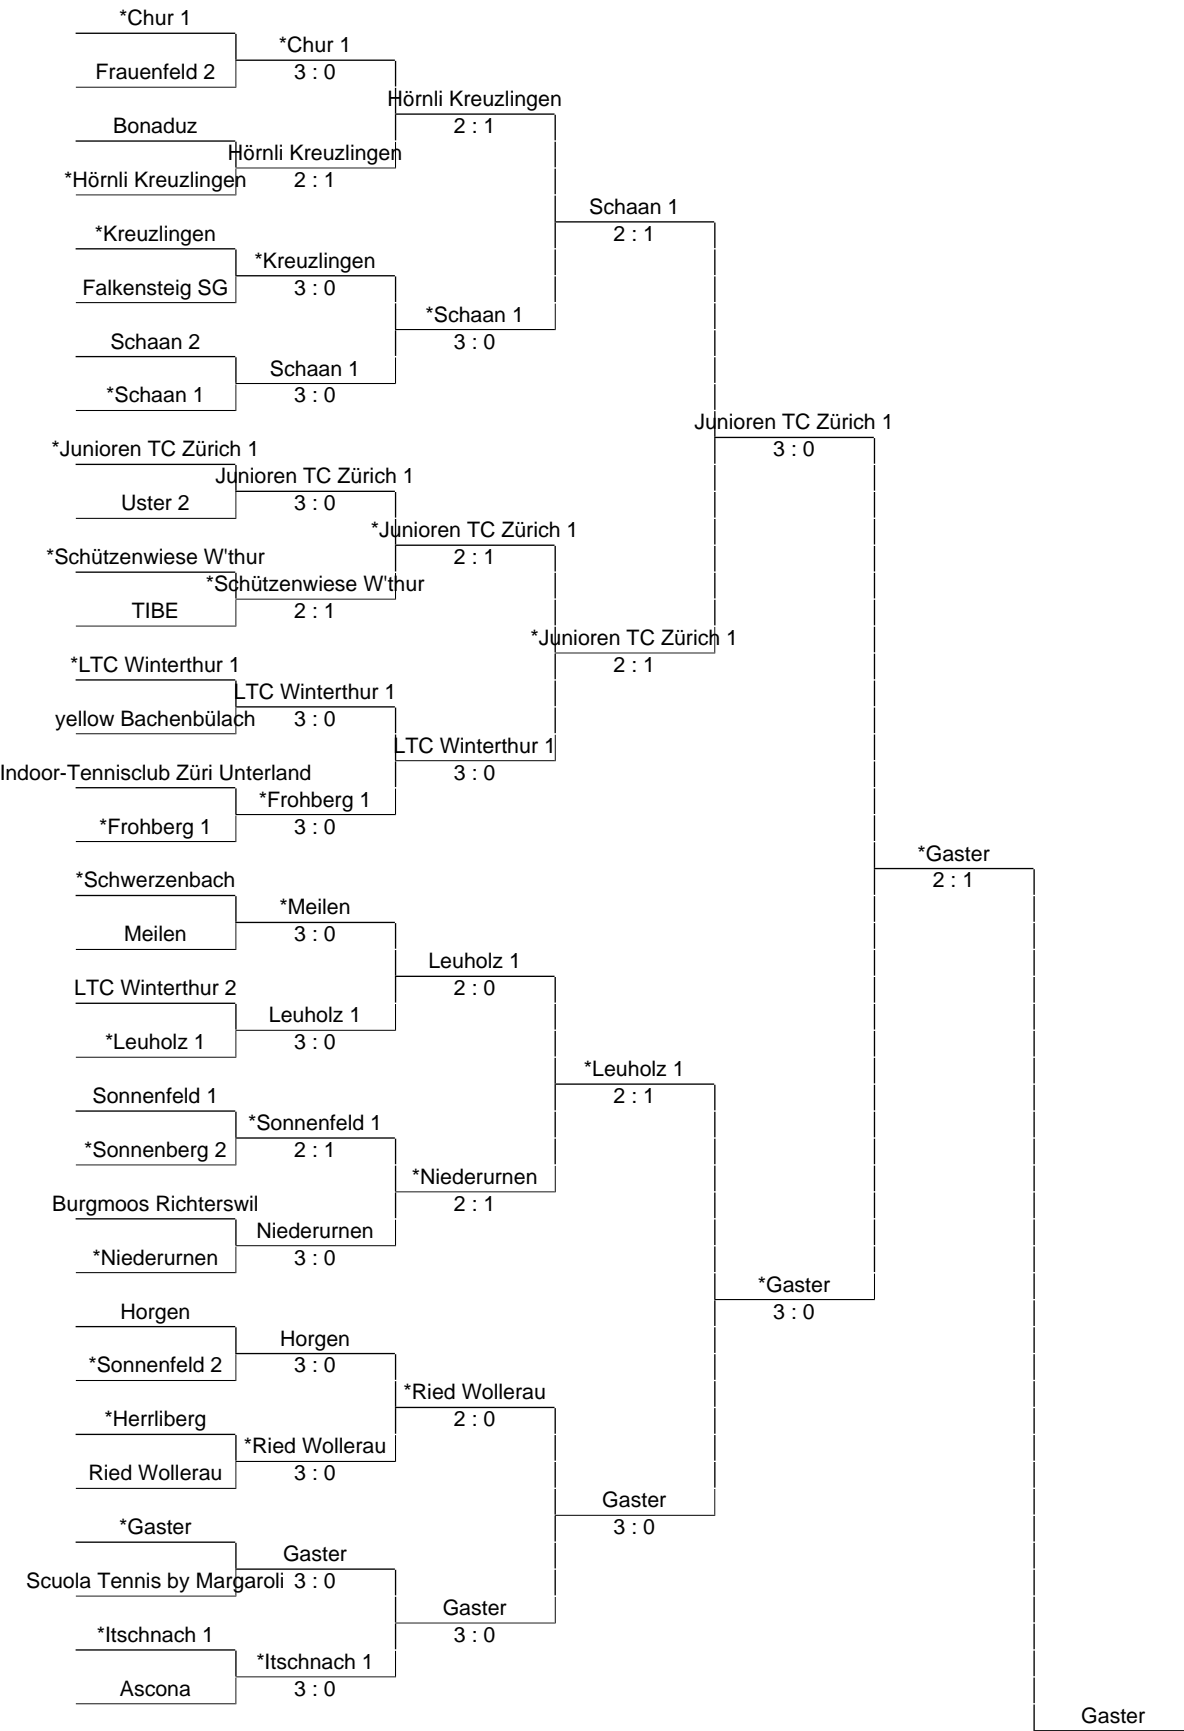 *Chur 1
*Chur 1
Frauenfeld 2
3 : 0
Hörnli Kreuzlingen
Bonaduz
2 : 1
Hörnli Kreuzlingen
*Hörnli Kreuzlingen
2 : 1
Schaan 1
*Kreuzlingen
2 : 1
*Kreuzlingen
Falkensteig SG
3 : 0
*Schaan 1
Schaan 2
3 : 0
Schaan 1
*Schaan 1
3 : 0
Junioren TC Zürich 1
*Junioren TC Zürich 1
3 : 0
Junioren TC Zürich 1
Uster 2
3 : 0
*Junioren TC Zürich 1
*Schützenwiese W'thur
2 : 1
*Schützenwiese W'thur
TIBE
2 : 1
*Junioren TC Zürich 1
*LTC Winterthur 1
2 : 1
LTC Winterthur 1
yellow Bachenbülach
3 : 0
LTC Winterthur 1
Indoor-Tennisclub Züri Unterland
3 : 0
*Frohberg 1
*Frohberg 1
3 : 0
*Gaster
*Schwerzenbach
2 : 1
*Meilen
Meilen
3 : 0
Leuholz 1
LTC Winterthur 2
2 : 0
Leuholz 1
*Leuholz 1
3 : 0
*Leuholz 1
Sonnenfeld 1
2 : 1
*Sonnenfeld 1
*Sonnenberg 2
2 : 1
*Niederurnen
Burgmoos Richterswil
2 : 1
Niederurnen
*Niederurnen
3 : 0
*Gaster
Horgen
3 : 0
Horgen
*Sonnenfeld 2
3 : 0
*Ried Wollerau
*Herrliberg
2 : 0
*Ried Wollerau
Ried Wollerau
3 : 0
Gaster
*Gaster
3 : 0
Gaster
Scuola Tennis by Margaroli
3 : 0
Gaster
*Itschnach 1
3 : 0
*Itschnach 1
Ascona
3 : 0
Gaster